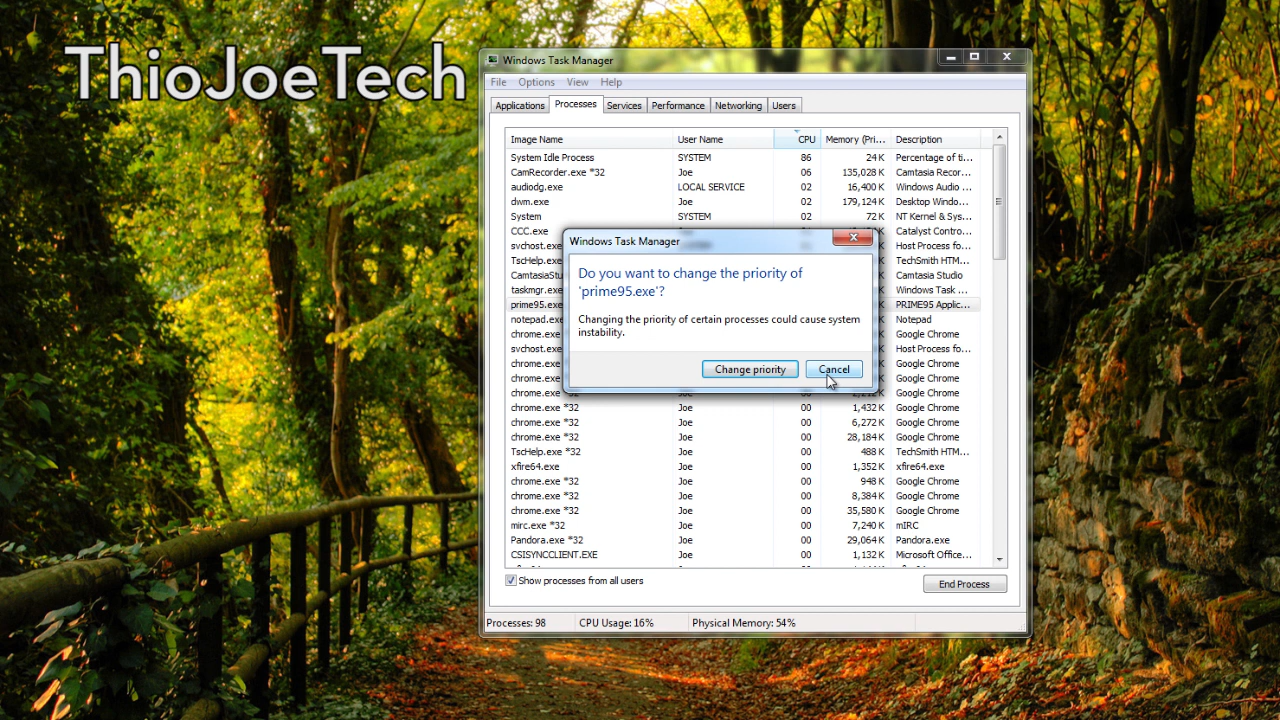 ThioJoeTech
Windows Task Manager
File Options View Help
Applications Processes Services Performance Networking Users
Image Name User Name CPU Memory (Pri... Description
System Idle Process SYSTEM 86 24 K Percentage of ti...
CamRecorder.exe *32 Joe 06 135,028 K Camtasia Recor...
audiodg.exe LOCAL SERVICE 02 16,400 K Windows Audio ...
dwm.exe Joe 02 179,124 K Desktop Windo...
System SYSTEM 02 72 K NT Kernel & Sys...
CCC.exe Catalyst Contro...
svchost.exe Host Process fo...
TscHelp.exe TechSmith HTM...
CamtasiaStu Camtasia Studio
taskmgr.exe Windows Task ...
prime95.exe PRIME95 Applic...
notepad.exe Notepad
chrome.exe Google Chrome
svchost.exe Host Process fo...
chrome.exe Google Chrome
chrome.exe Google Chrome
chrome.exe *32 Joe 00 Google Chrome
chrome.exe *32 Joe 00 1,432 K Google Chrome
chrome.exe *32 Joe 00 6,272 K Google Chrome
chrome.exe *32 Joe 00 28,184 K Google Chrome
TscHelp.exe *32 Joe 00 488 K TechSmith HTM...
xfire64.exe Joe 00 1,352 K xfire64.exe
chrome.exe *32 Joe 00 948 K Google Chrome
chrome.exe *32 Joe 00 8,384 K Google Chrome
chrome.exe *32 Joe 00 35,580 K Google Chrome
mirc.exe *32 Joe 00 7,240 K mIRC
Pandora.exe *32 Joe 00 29,064 K Pandora.exe
CSISYNCCLIENT.EXE Joe 00 1,132 K Microsoft Office...
Windows Task Manager
Do you want to change the priority of
'prime95.exe'?
Changing the priority of certain processes could cause system
instability.
Change priority Cancel
Show processes from all users
End Process
Processes: 98 CPU Usage: 16% Physical Memory: 54%